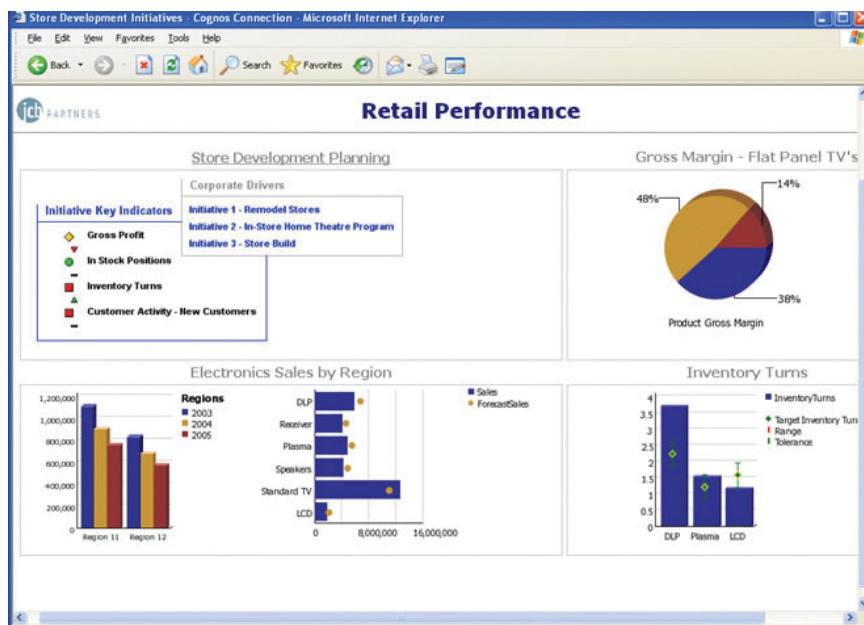 Store Development Initiatives - Cognos Connection - Microsoft Internet Explorer
File Edit View Favorites Tools Help
Back Search Favorites
jcb PARTNERS
Retail Performance
Store Development Planning
Corporate Drivers
Initiative 1 - Remodel Stores
Initiative 2 - In-Store Home Theatre Program
Initiative 3 - Store Build
Initiative Key Indicators
Gross Profit
In Stock Positions
Inventory Turns
Customer Activity - New Customers
Gross Margin - Flat Panel TV's
48%
14%
38%
Product Gross Margin
Electronics Sales by Region
1,200,000
1,000,000
800,000
600,000
400,000
200,000
0
Region 11 Region 12
Regions
2003
2004
2005
DLP
Receiver
Plasma
Speakers
Standard TV
LCD
0 8,000,000 16,000,000
Sales
ForecastSales
Inventory Turns
4
3.5
3
2.5
2
1.5
1
0.5
0
DLP Plasma LCD
InventoryTurns
Target Inventory Turn
Range
Tolerance